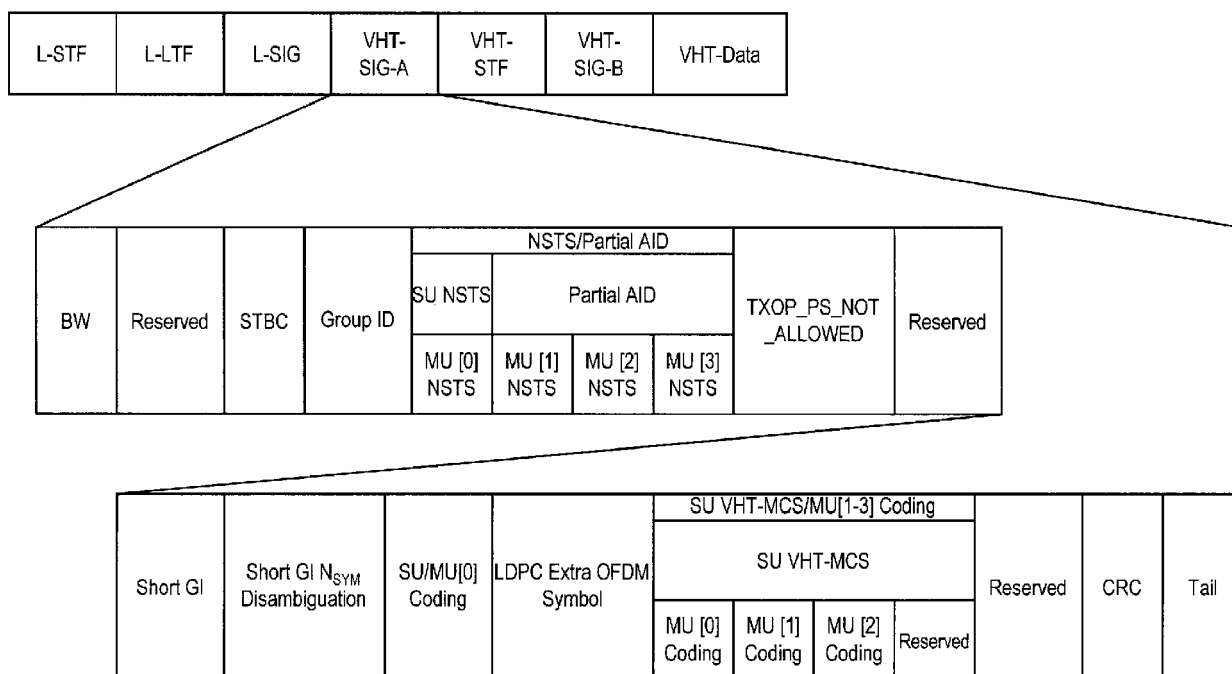 L-STF
L-LTF
L-SIG
VHT-
SIG-A
VHT-
STF
VHT-
SIG-B
VHT-Data
BW
Reserved
STBC
Group ID
NSTS/Partial AID
SU NSTS
Partial AID
MU [0]
NSTS
MU [1]
NSTS
MU [2]
NSTS
MU [3]
NSTS
TXOP_PS_NOT
_ALLOWED
Reserved
Short GI
Short GI NSYM
Disambiguation
SU/MU[0]
Coding
LDPC Extra OFDM
Symbol
SU VHT-MCS/MU[1-3] Coding
SU VHT-MCS
MU [0]
Coding
MU [1]
Coding
MU [2]
Coding
Reserved
Reserved
CRC
Tail